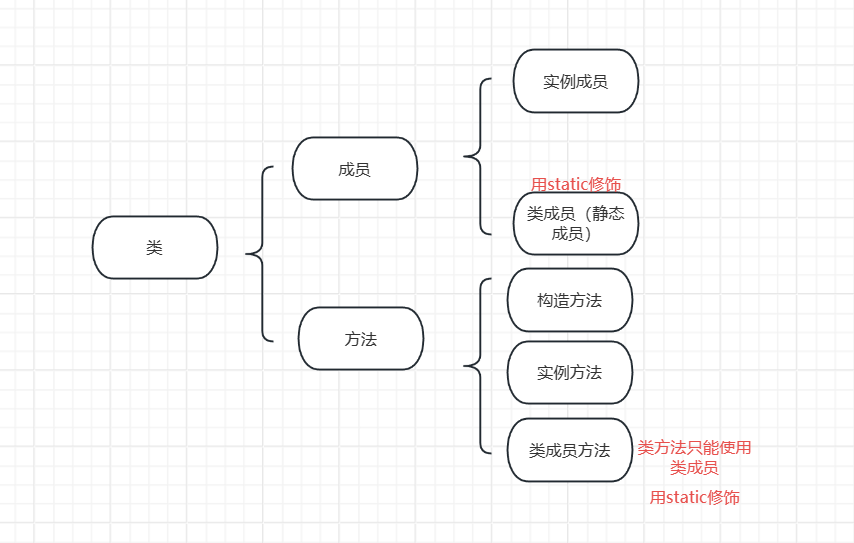 实例成员
用static修饰
类成员（静态
成员）
成员
类
构造方法
方法
实例方法
类成员方法
类方法只能使用
类成员
用static修饰